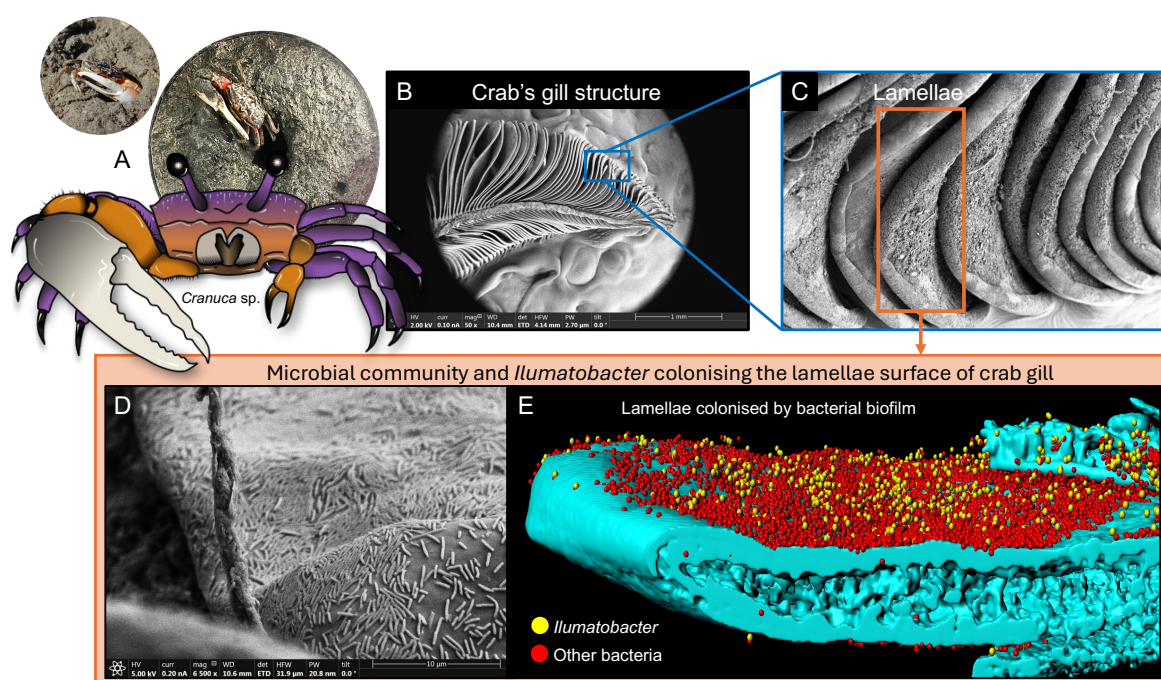 A
Cranuca sp.
B
Crab's gill structure
HV curr mag WD det HFW PW tilt
2.00 kV 0.10 nA 50 x 10.4 mm ETD 4.14 mm 2.70 µm 0.0 °
1 mm
C
Lamellae
Microbial community and Ilumatobacter colonising the lamellae surface of crab gill
D
HV curr mag WD det HFW PW tilt
5.00 kV 0.20 nA 6 500 x 10.6 mm ETD 31.9 µm 20.8 nm 0.0 °
10 µm
E
Lamellae colonised by bacterial biofilm
Ilumatobacter
Other bacteria